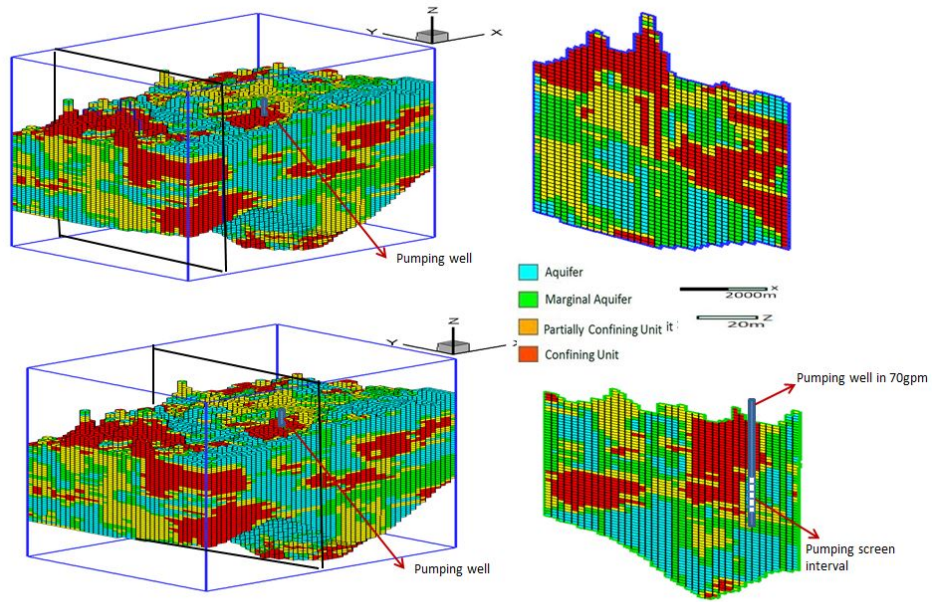 Z
Y
X
Pumping well
Aquifer
Marginal Aquifer
Partially Confining Unit it :
Confining Unit
X
2000m
Z
20m
Z
Y
Pumping well
Pumping well in 70gpm
Pumping screen
interval